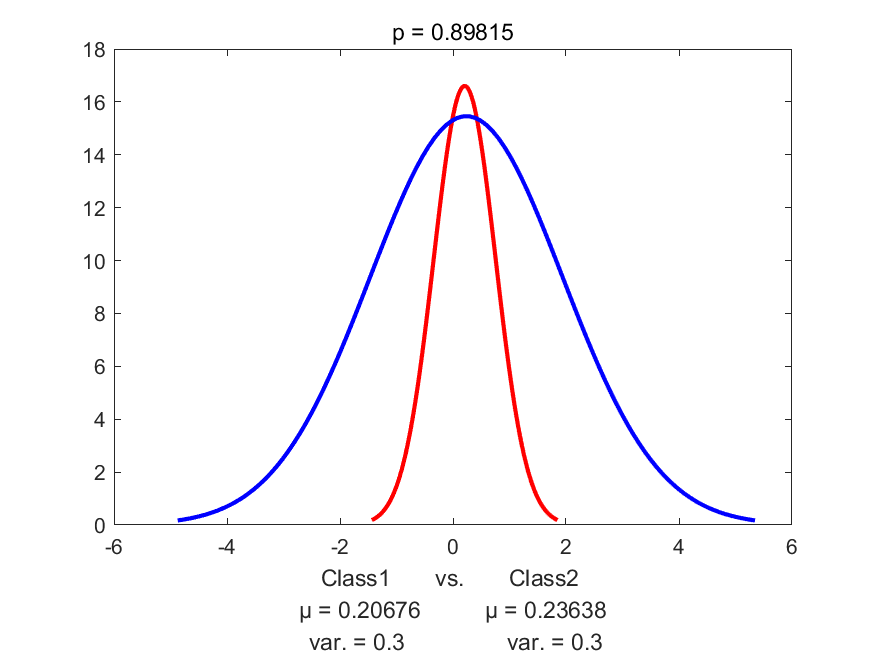 p = 0.89815
18
16
14
12
10
8
6
4
2
0
-6 -4 -2 0 2 4 6
Class1 vs. Class2
μ = 0.20676 μ = 0.23638
var. = 0.3 var. = 0.3